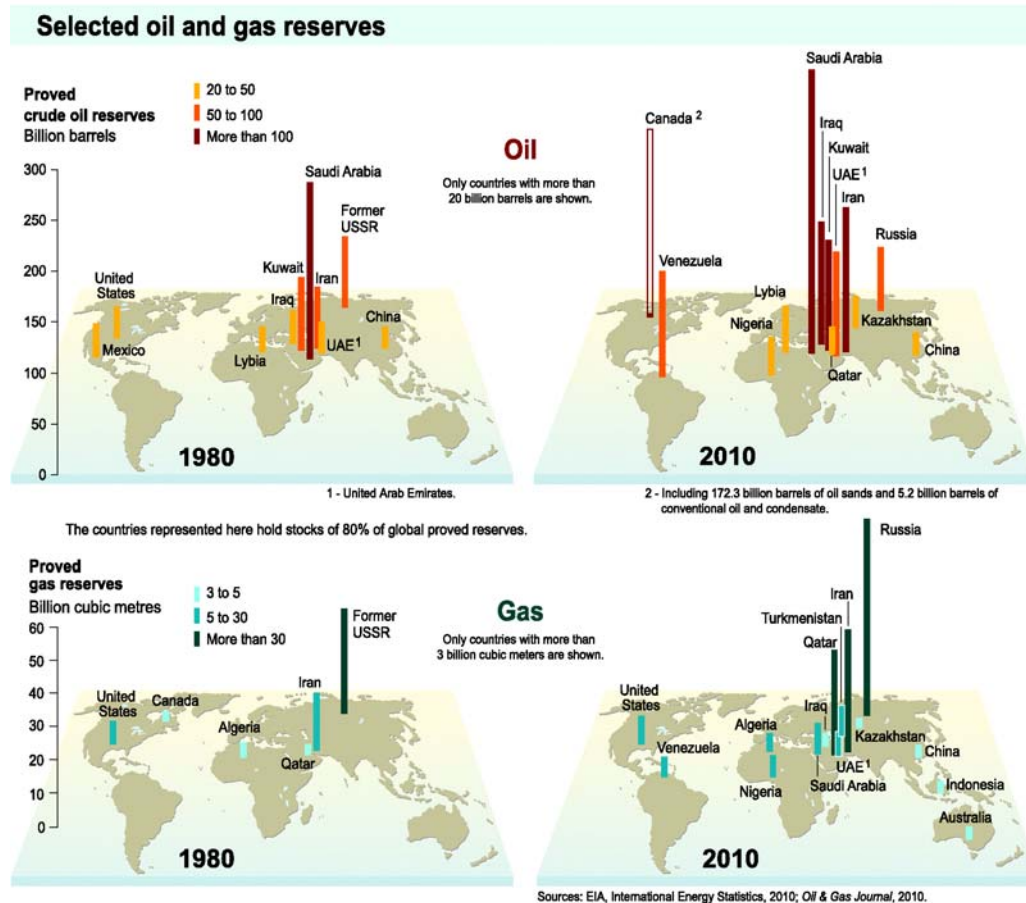 Selected oil and gas reserves
Proved
crude oil reserves
Billion barrels
20 to 50
50 to 100
More than 100
300
250
200
150
100
50
0
United
States
Mexico
Lybia
Iraq
Kuwait
Saudi Arabia
Iran
Former
USSR
UAE1
China
1980
1 - United Arab Emirates.
Oil
Only countries with more than
20 billion barrels are shown.
Canada 2
Venezuela
Nigeria
Lybia
Saudi Arabia
Iraq
Kuwait
UAE1
Iran
Russia
Kazakhstan
Qatar
China
2010
2 - Including 172.3 billion barrels of oil sands and 5.2 billion barrels of
conventional oil and condensate.
The countries represented here hold stocks of 80% of global proved reserves.
Proved
gas reserves
Billion cubic metres
3 to 5
5 to 30
More than 30
60
50
40
30
20
10
0
United
States
Canada
Algeria
Qatar
Iran
Former
USSR
1980
Gas
Only countries with more than
3 billion cubic meters are shown.
Russia
Iran
Turkmenistan
Qatar
United
States
Venezuela
Algeria
Nigeria
Iraq
Saudi Arabia
UAE1
Kazakhstan
China
Indonesia
Australia
2010
Sources: EIA, International Energy Statistics, 2010; Oil & Gas Journal, 2010.